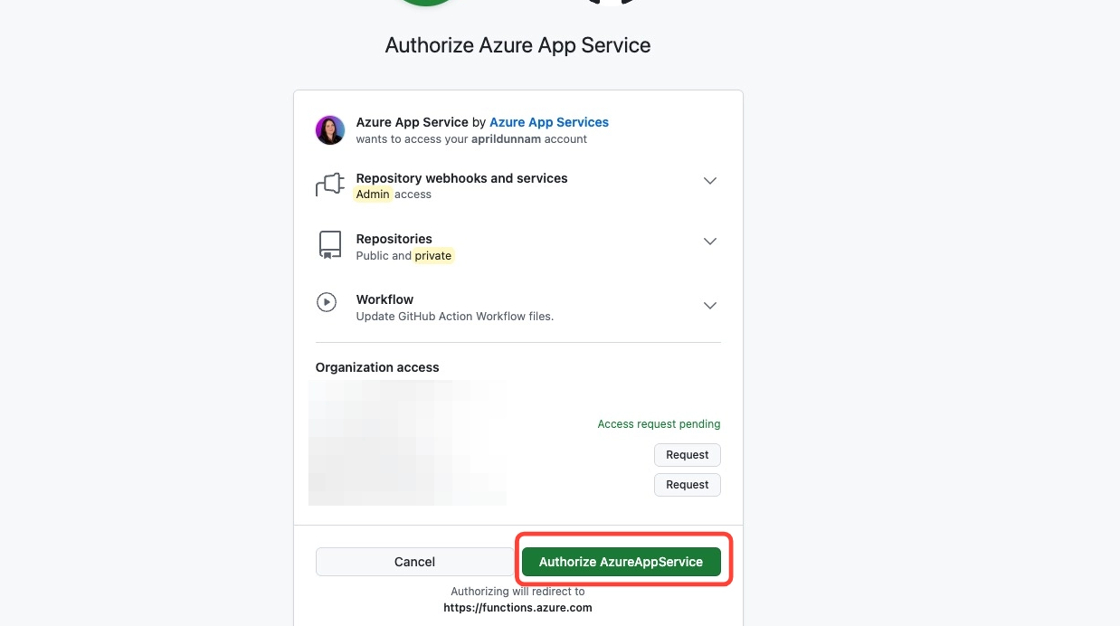 Authorize Azure App Service
Azure App Service by Azure App Services
wants to access your aprildunnam account
Repository webhooks and services
Admin access
Repositories
Public and private
Workflow
Update GitHub Action Workflow files.
Organization access
Access request pending
Request
Request
Cancel
Authorize AzureAppService
Authorizing will redirect to
https://functions.azure.com